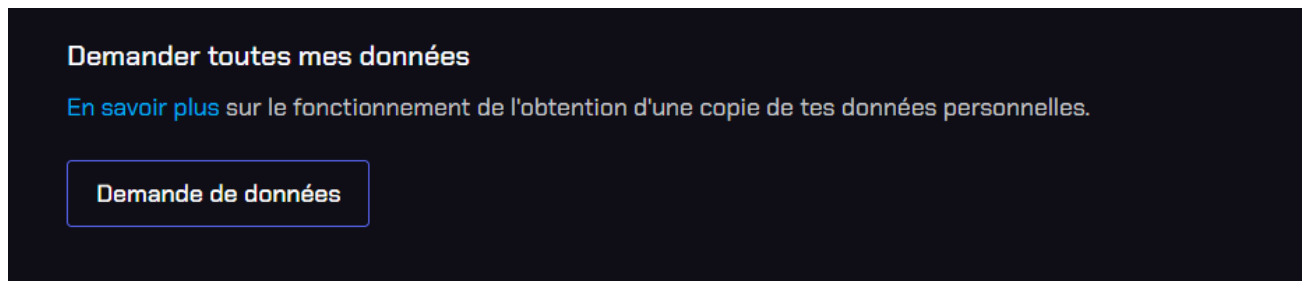 Demander toutes mes données
En savoir plus sur le fonctionnement de l'obtention d'une copie de tes données personnelles.
Demande de données